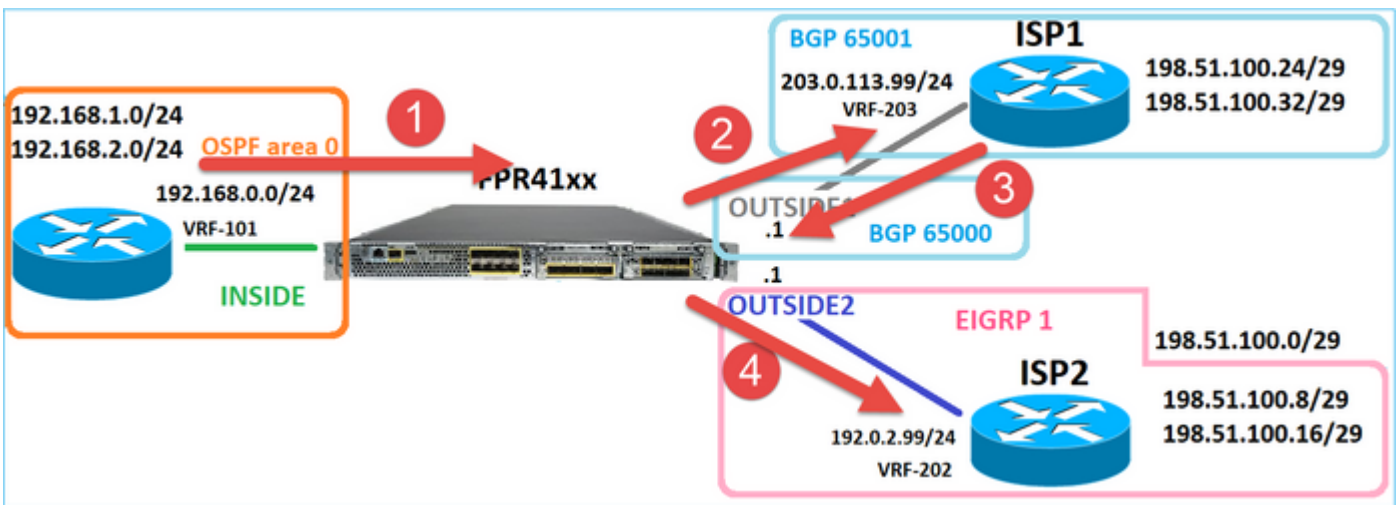 192.168.1.0/24
192.168.2.0/24
OSPF area 0
192.168.0.0/24
VRF-101
INSIDE
1
FPR41xx
2
BGP 65001
ISP1
203.0.113.99/24
VRF-203
198.51.100.24/29
198.51.100.32/29
3
OUTSIDE1
.1
BGP 65000
.1
OUTSIDE2
4
EIGRP 1
198.51.100.0/29
ISP2
192.0.2.99/24
VRF-202
198.51.100.8/29
198.51.100.16/29